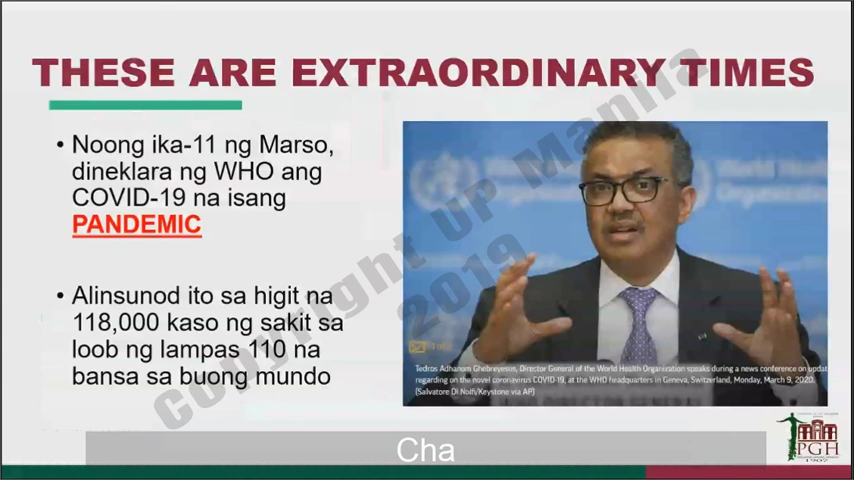 THESE ARE EXTRAORDINARY TIMES
• Noong ika-11 ng Marso,
dineklara ng WHO ang
COVID-19 na isang
PANDEMIC
• Alinsunod ito sa higit na
118,000 kaso ng sakit sa
loob ng lampas 110 na
bansa sa buong mundo
World Health
Organization
Tedros Adhanom Ghebreyesus, Director General of the World Health Organization speaks during a news conference on updat
regarding on the novel coronavirus COVID-19, at the WHO headquarters in Geneva, Switzerland, Monday, March 9, 2020.
(Salvatore Di Nolfi/Keystone via AP)
Copyright UP Manila
2019
Cha
PGH
1907